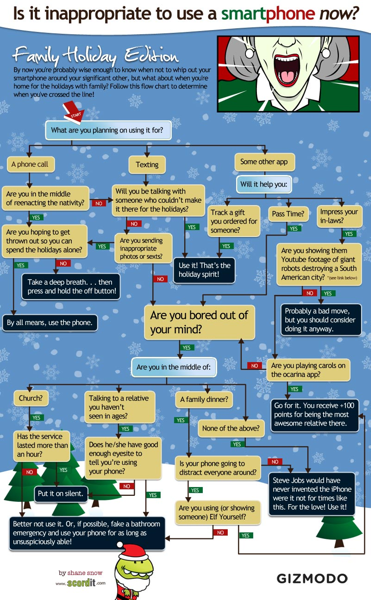 Is it inappropriate to use a smartphone now?
Family Holiday Edition
By now you're probably wise enough to know when not to whip out your
smartphone around your significant other, but what about when you're
home for the holidays with family? Follow this flow chart to determine
when you've crossed the line!
START
What are you planning on using it for?
A phone call
Texting
Some other app
Are you in the middle
of reenacting the nativity?
NO
Will you be talking with
someone who couldn't make
it there for the holidays?
Will it help you:
YES
NO
YES
Track a gift
you ordered for
someone?
Pass Time?
Impress your
in-laws?
Are you hoping to get
thrown out so you can
spend the holidays alone?
YES
Are you sending
inappropriate
photos or sexts?
YES
YES
YES
NO
NO
YES
Use it! That's the
holiday spirit!
Are you showing them
Youtube footage of giant
robots destroying a South
American city? *(see link below)
YES
Take a deep breath. . . then
press and hold the off button!
NO
YES
By all means, use the phone.
Are you bored out of
your mind?
Probably a bad move,
but you should consider
doing it anyway.
YES
NO
Are you playing carols on
the ocarina app?
Are you in the middle of:
YES
Church?
Talking to a relative
you haven't
seen in ages?
A family dinner?
Go for it. You receive +100
points for being the most
awesome relative there.
None of the above?
YES
YES
YES
YES
Has the service
lasted more than
an hour?
Does he/she have good
enough eyesite to
tell you're using
your phone?
Is your phone going to
distract everyone around?
NO
Steve Jobs would have
never invented the iPhone
were it not for times like
this. For the love! Use it!
YES
NO
Put it on silent.
NO
YES
YES
Are you using (or showing
someone) Elf Yourself?
Better not use it. Or, if possible, fake a bathroom
emergency and use your phone for as long as
unsuspiciously able!
NO
YES
by shane snow
www.scordit.com
GIZMODO